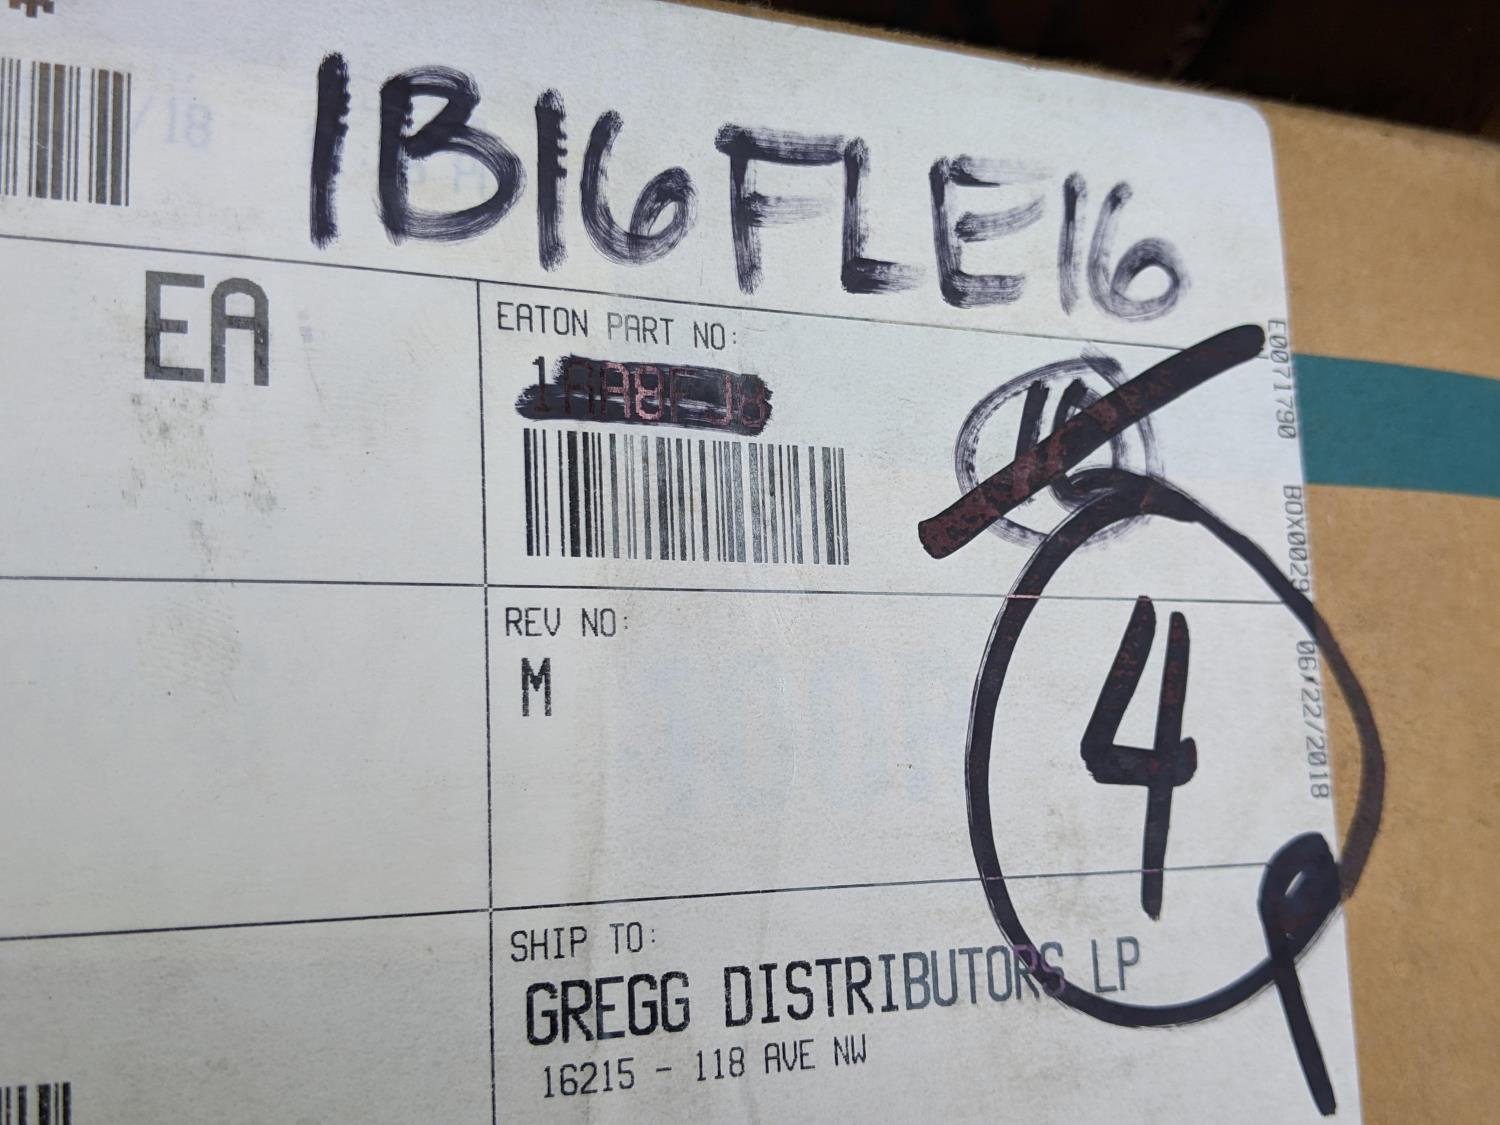 1B16FLE16
EA
EATON PART NO:
1AA8FJ8
REV NO:
M
4
SHIP TO:
GREGG DISTRIBUTORS LP
16215 - 118 AVE NW
E0071790 BOX0029 06/22/2018